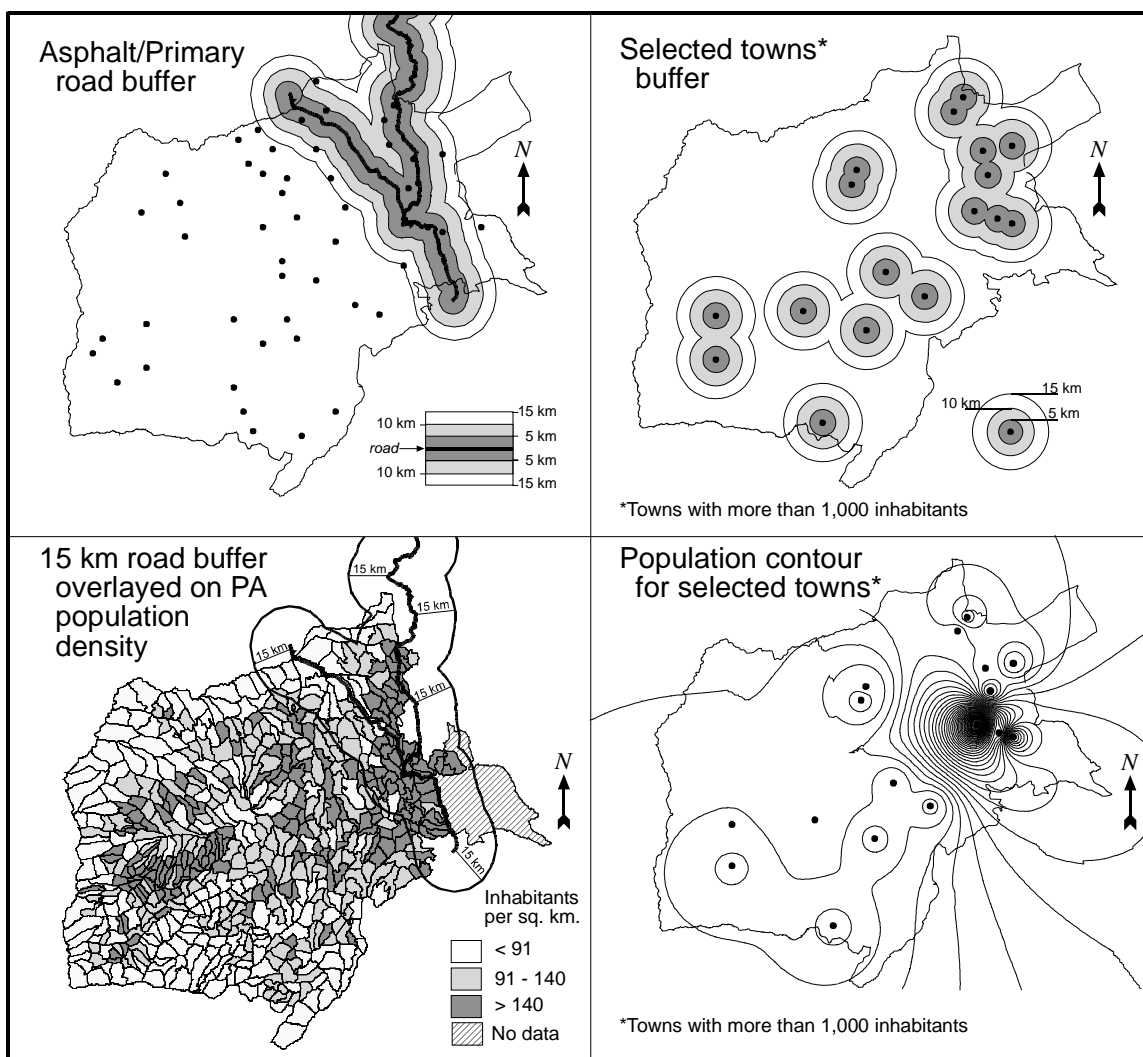 Asphalt/Primary
road buffer
N
10 km
15 km
5 km
road
5 km
10 km
15 km
Selected towns*
buffer
N
15 km
10 km
5 km
*Towns with more than 1,000 inhabitants
15 km road buffer
overlayed on PA
population
density
15 km
15 km
15 km
15 km
15 km
N
Inhabitants
per sq. km.
< 91
91 - 140
> 140
No data
Population contour
for selected towns*
N
*Towns with more than 1,000 inhabitants